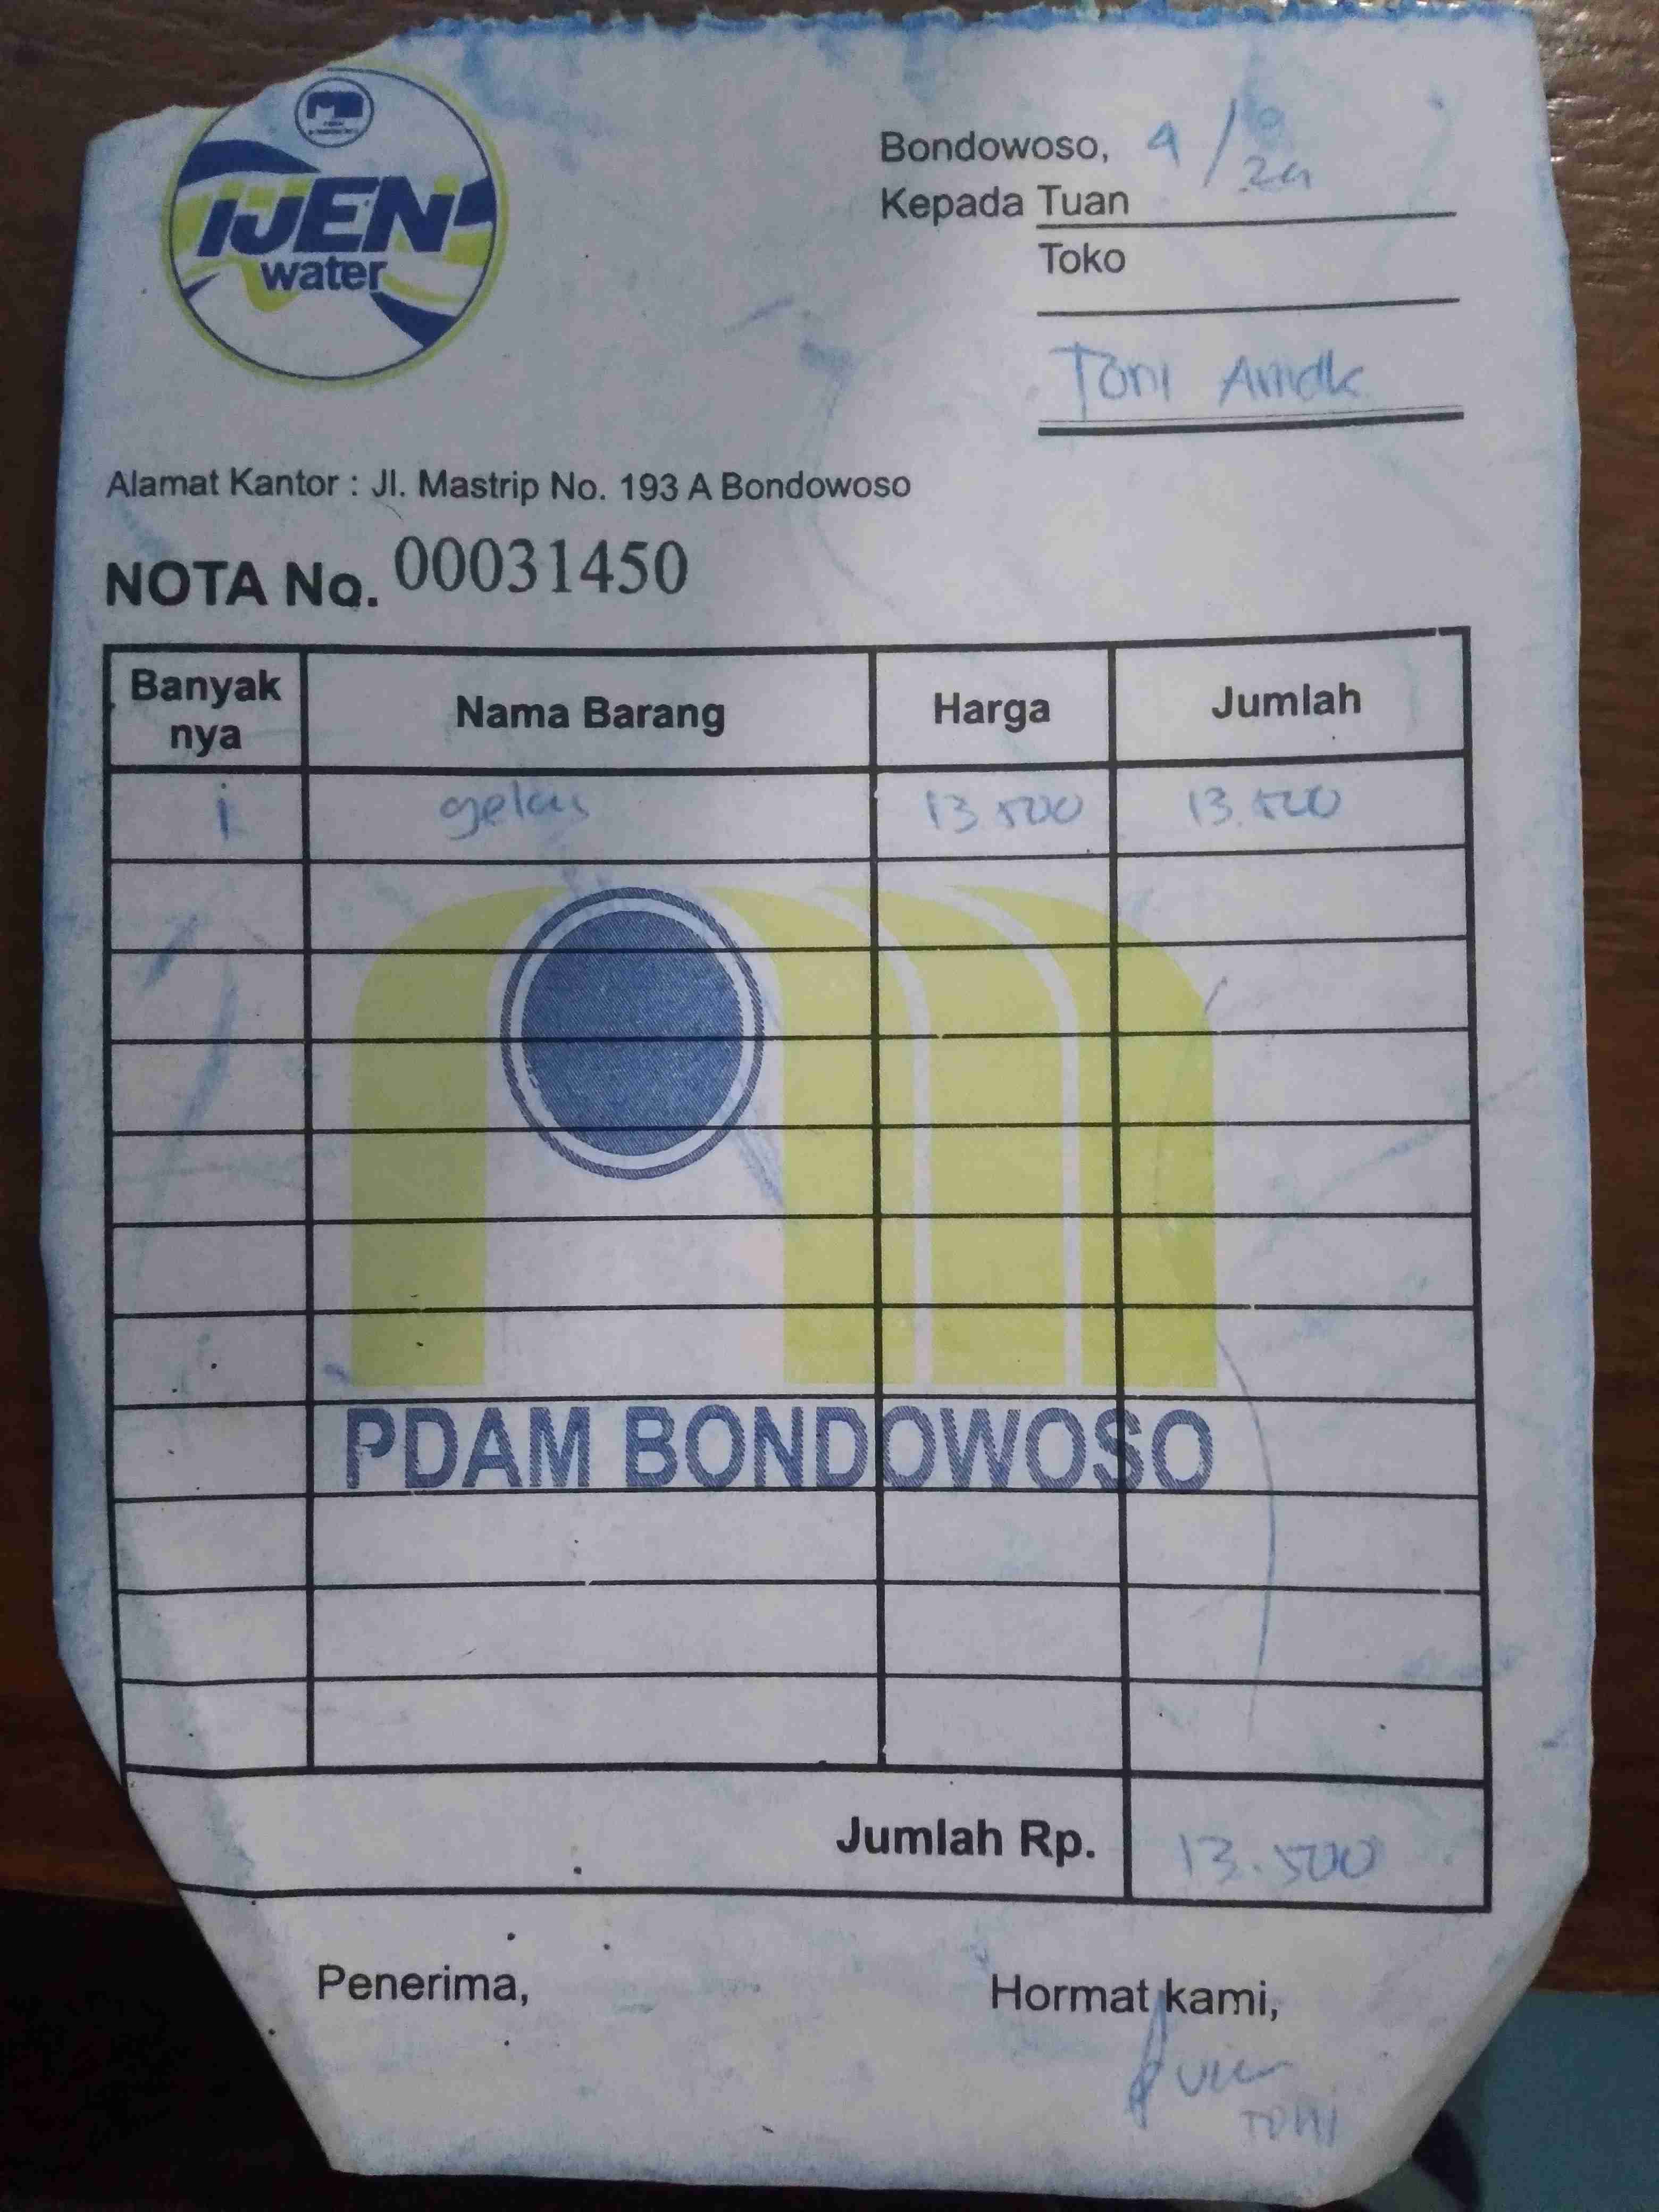 IJEN
water
Bondowoso, 9/8 24
Kepada Tuan
Toko
Toni Amdk
Alamat Kantor : Jl. Mastrip No. 193 A Bondowoso
NOTA No. 00031450
Banyak nya Nama Barang Harga Jumlah
1 gelas 13.500 13.500
PDAM BONDOWOSO
Jumlah Rp. 13.500
Penerima, Hormat kami,
Toni